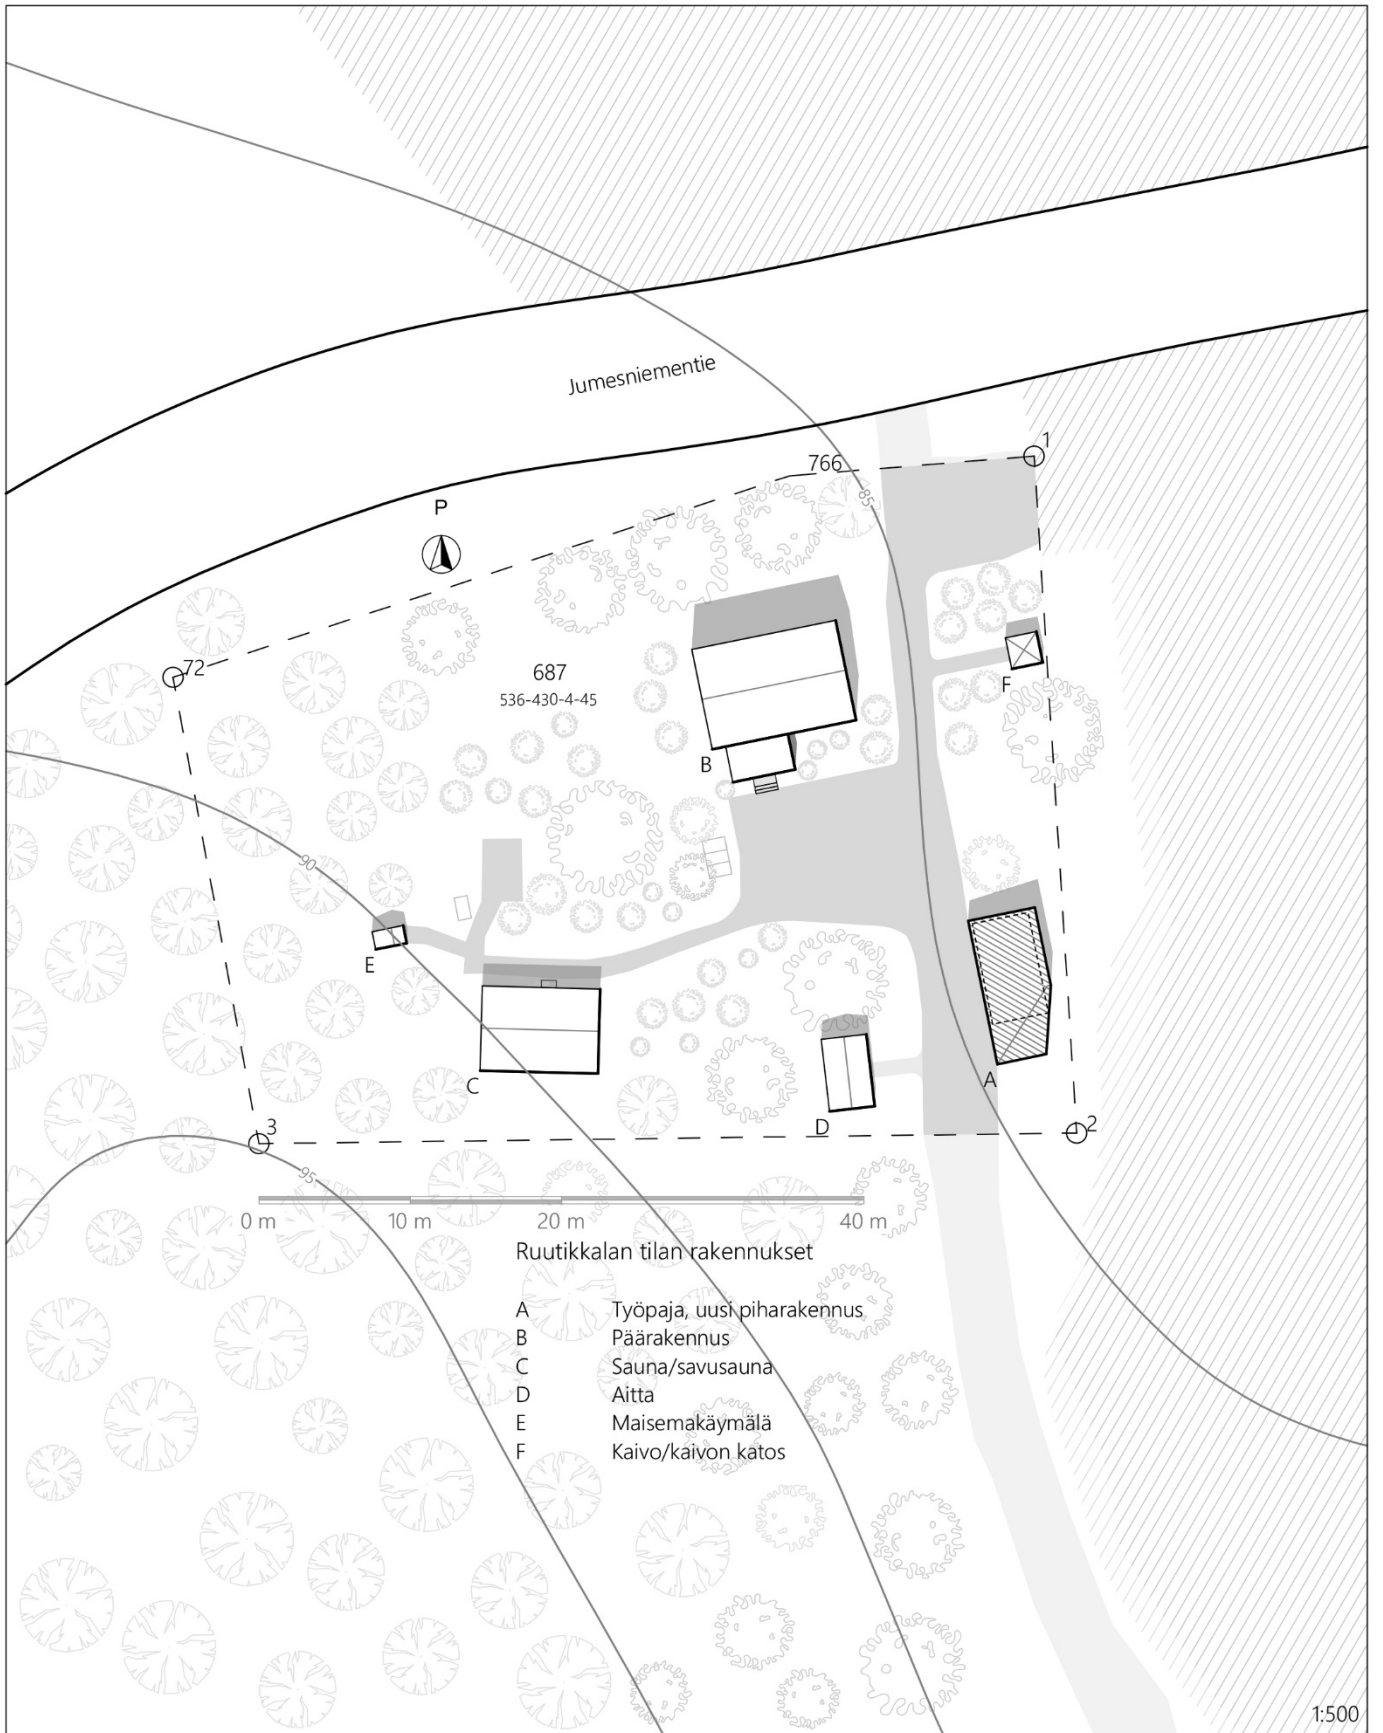 Jumesniementie
1
766
85
P
72
687
536-430-4-45
F
B
90
E
A
C
D
2
3
95
0 m 10 m 20 m 40 m
Ruutikkalan tilan rakennukset
A Työpaja, uusi piharakennus
B Päärakennus
C Sauna/savusauna
D Aitta
E Maisemakäymälä
F Kaivo/kaivon katos
1:500